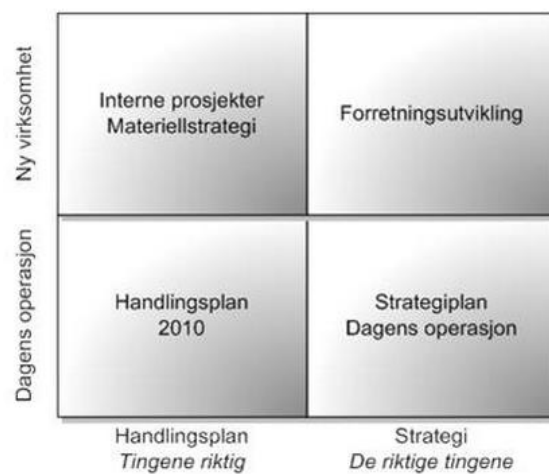 Ny virksomhet
Interne prosjekter
Materiellstrategi
Forretningsutvikling
Dagens operasjon
Handlingsplan
2010
Strategiplan
Dagens operasjon
Handlingsplan
Tingene riktig
Strategi
De riktige tingene